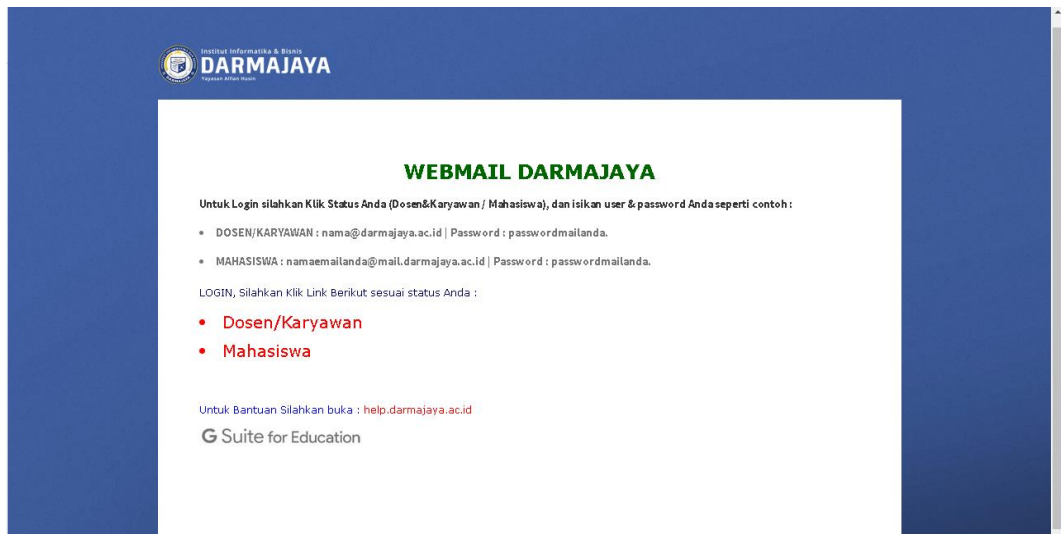 Institut Informatika & Bisnis
DARMAJAYA
Yayasan Alfian Husin
WEBMAIL DARMAJAYA
Untuk Login silahkan Klik Status Anda (Dosen&Karyawan / Mahasiswa), dan isikan user & password Anda seperti contoh :
• DOSEN/KARYAWAN : nama@darmajaya.ac.id | Password : passwordmailanda.
• MAHASISWA : namaemailanda@mail.darmajaya.ac.id | Password : passwordmailanda.
LOGIN, Silahkan Klik Link Berikut sesuai status Anda :
• Dosen/Karyawan
• Mahasiswa
Untuk Bantuan Silahkan buka : help.darmajaya.ac.id
G Suite for Education